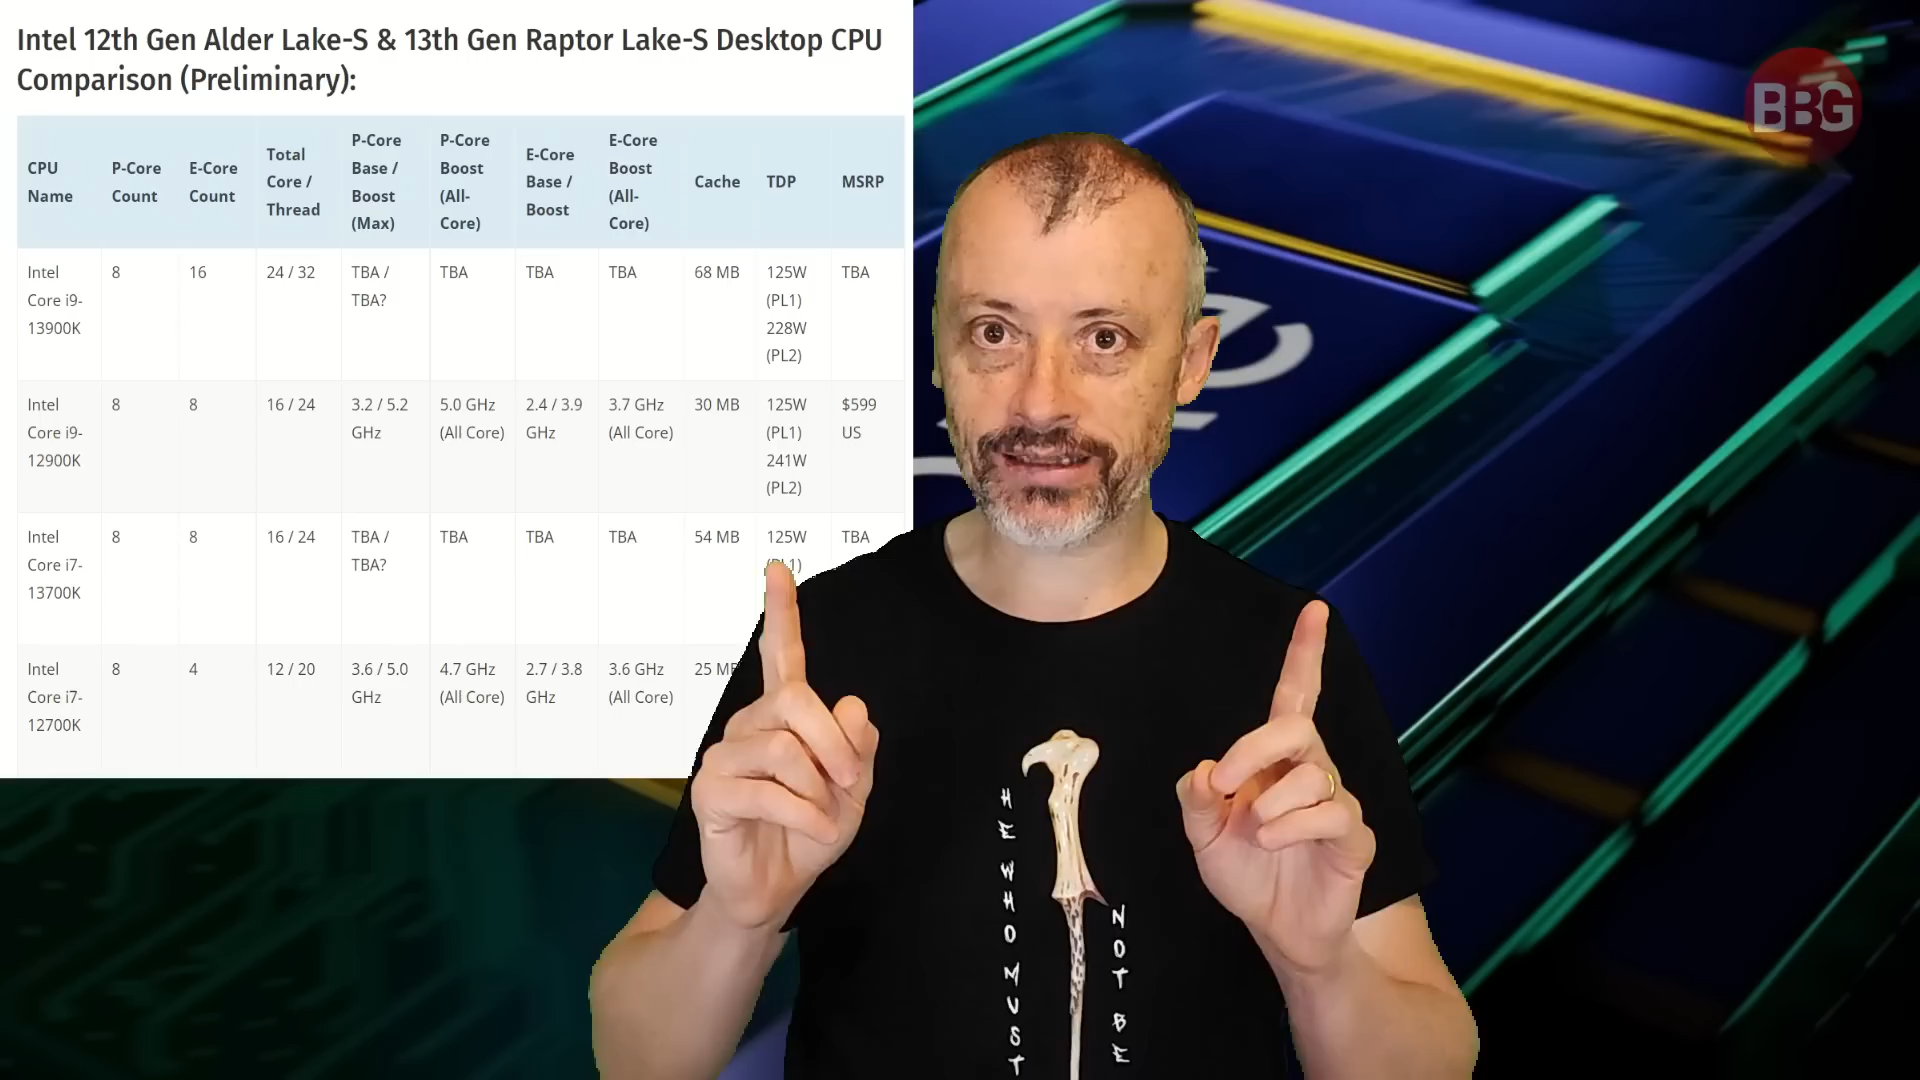 Intel 12th Gen Alder Lake-S & 13th Gen Raptor Lake-S Desktop CPU
Comparison (Preliminary):
CPU Name
P-Core Count
E-Core Count
Total Core / Thread
P-Core Base / Boost (Max)
P-Core Boost (All-Core)
E-Core Base / Boost
E-Core Boost (All-Core)
Cache
TDP
MSRP
Intel Core i9-13900K
8
16
24 / 32
TBA / TBA?
TBA
TBA
TBA
68 MB
125W (PL1) 228W (PL2)
TBA
Intel Core i9-12900K
8
8
16 / 24
3.2 / 5.2 GHz
5.0 GHz (All Core)
2.4 / 3.9 GHz
3.7 GHz (All Core)
30 MB
125W (PL1) 241W (PL2)
$599 US
Intel Core i7-13700K
8
8
16 / 24
TBA / TBA?
TBA
TBA
TBA
54 MB
125W
TBA
Intel Core i7-12700K
8
4
12 / 20
3.6 / 5.0 GHz
4.7 GHz (All Core)
2.7 / 3.8 GHz
3.6 GHz (All Core)
25
BBG
HE WHO MUST
NOT BE